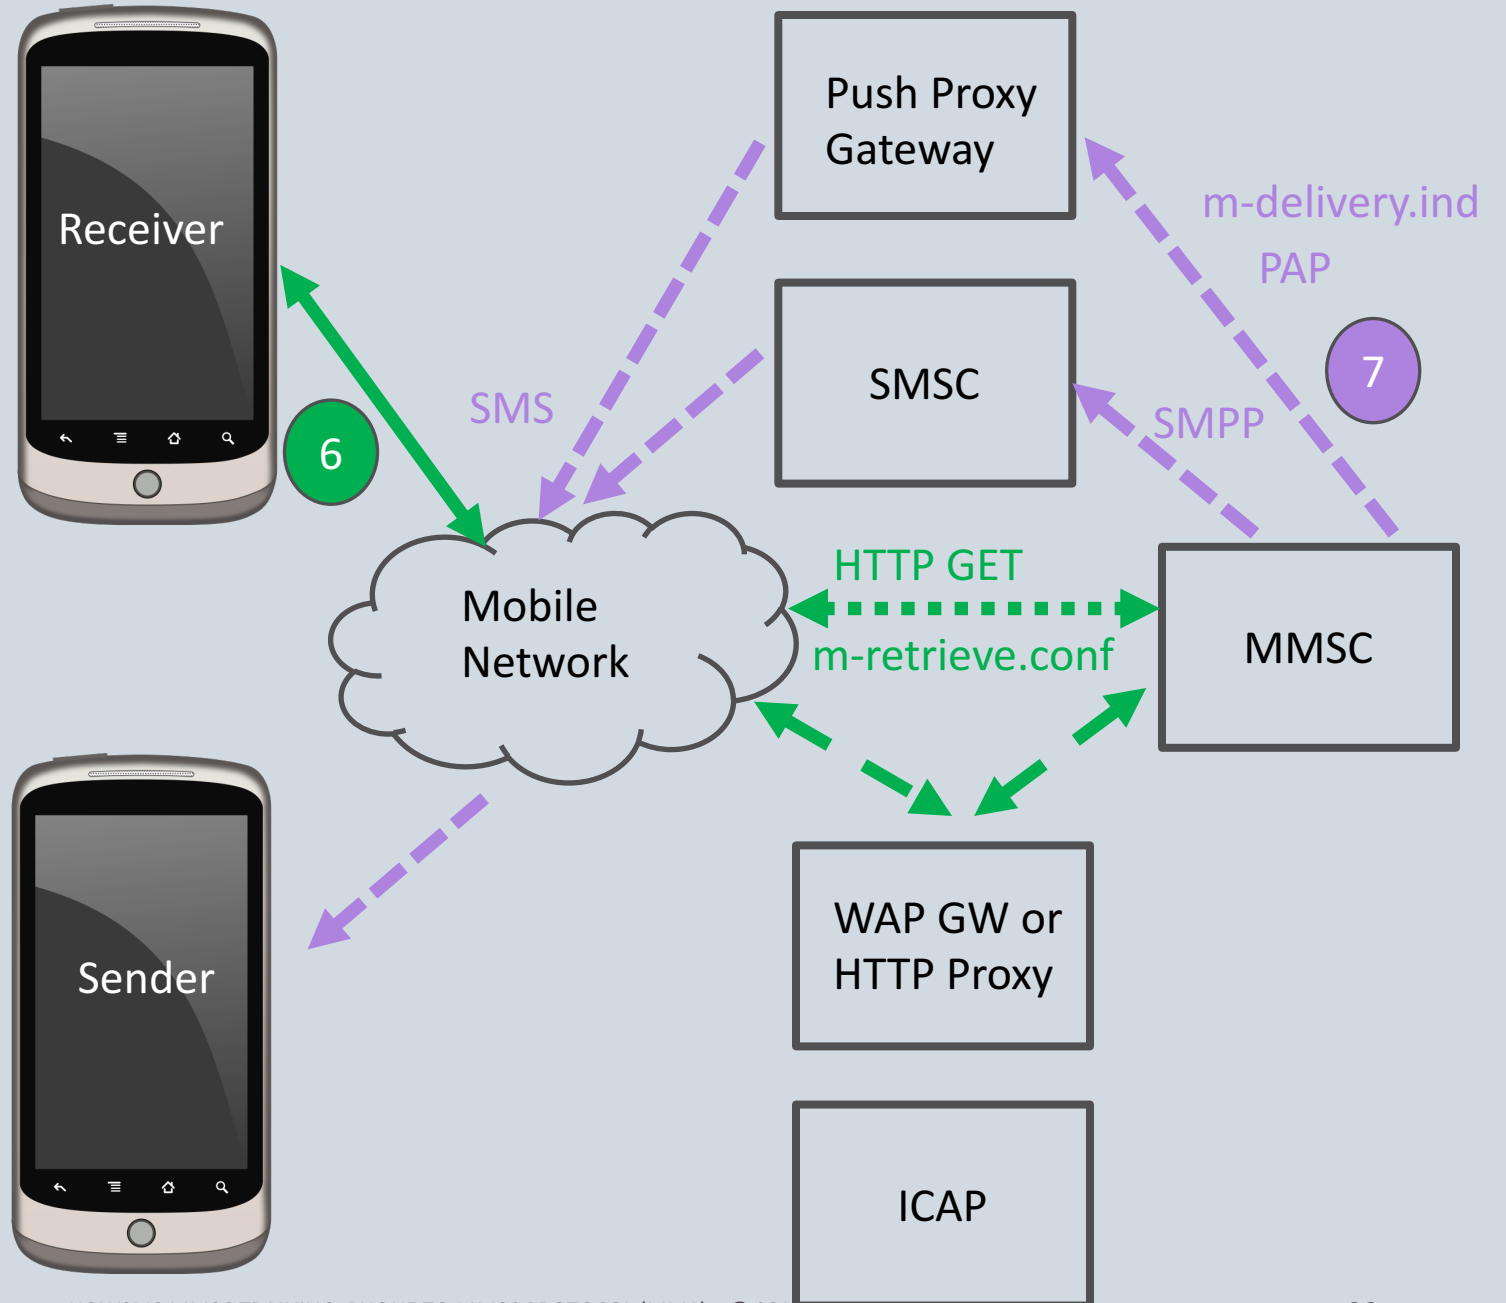 Push Proxy
Gateway
Receiver
m-delivery.ind
PAP
7
SMSC
SMS
SMPP
6
HTTP GET
Mobile
Network
m-retrieve.conf
MMSC
WAP GW or
HTTP Proxy
Sender
ICAP